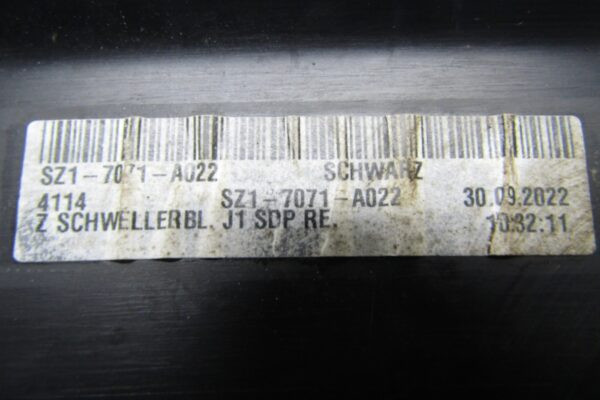 SZ1-7071-A022 SCHWARZ
4114 SZ1-7071-A022 30.09.2022
Z SCHWELLERBL. J1 SDP RE. 10:32:11